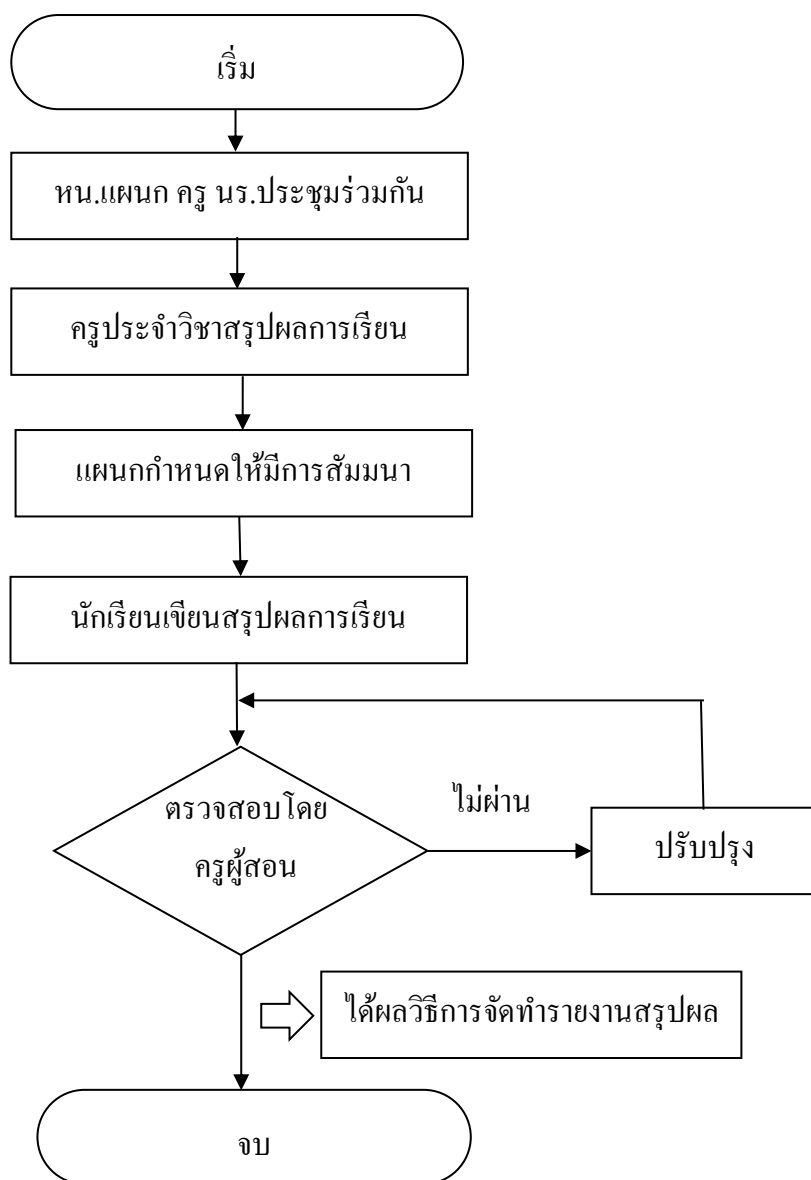 เริ่ม
หน.แผนก ครู นร.ประชุมร่วมกัน
ครูประจำวิชาสรุปผลการเรียน
แผนกกำหนดให้มีการสัมมนา
นักเรียนเขียนสรุปผลการเรียน
ตรวจสอบโดย
ครูผู้สอน
ไม่ผ่าน
ปรับปรุง
ได้ผลวิธีการจัดทำรายงานสรุปผล
จบ